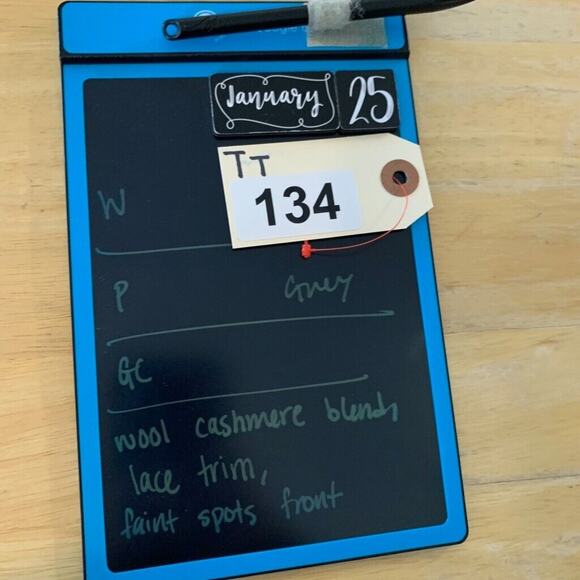 January 25
TT
134
W
P Grey
GC
wool cashmere blend,
lace trim,
faint spots front